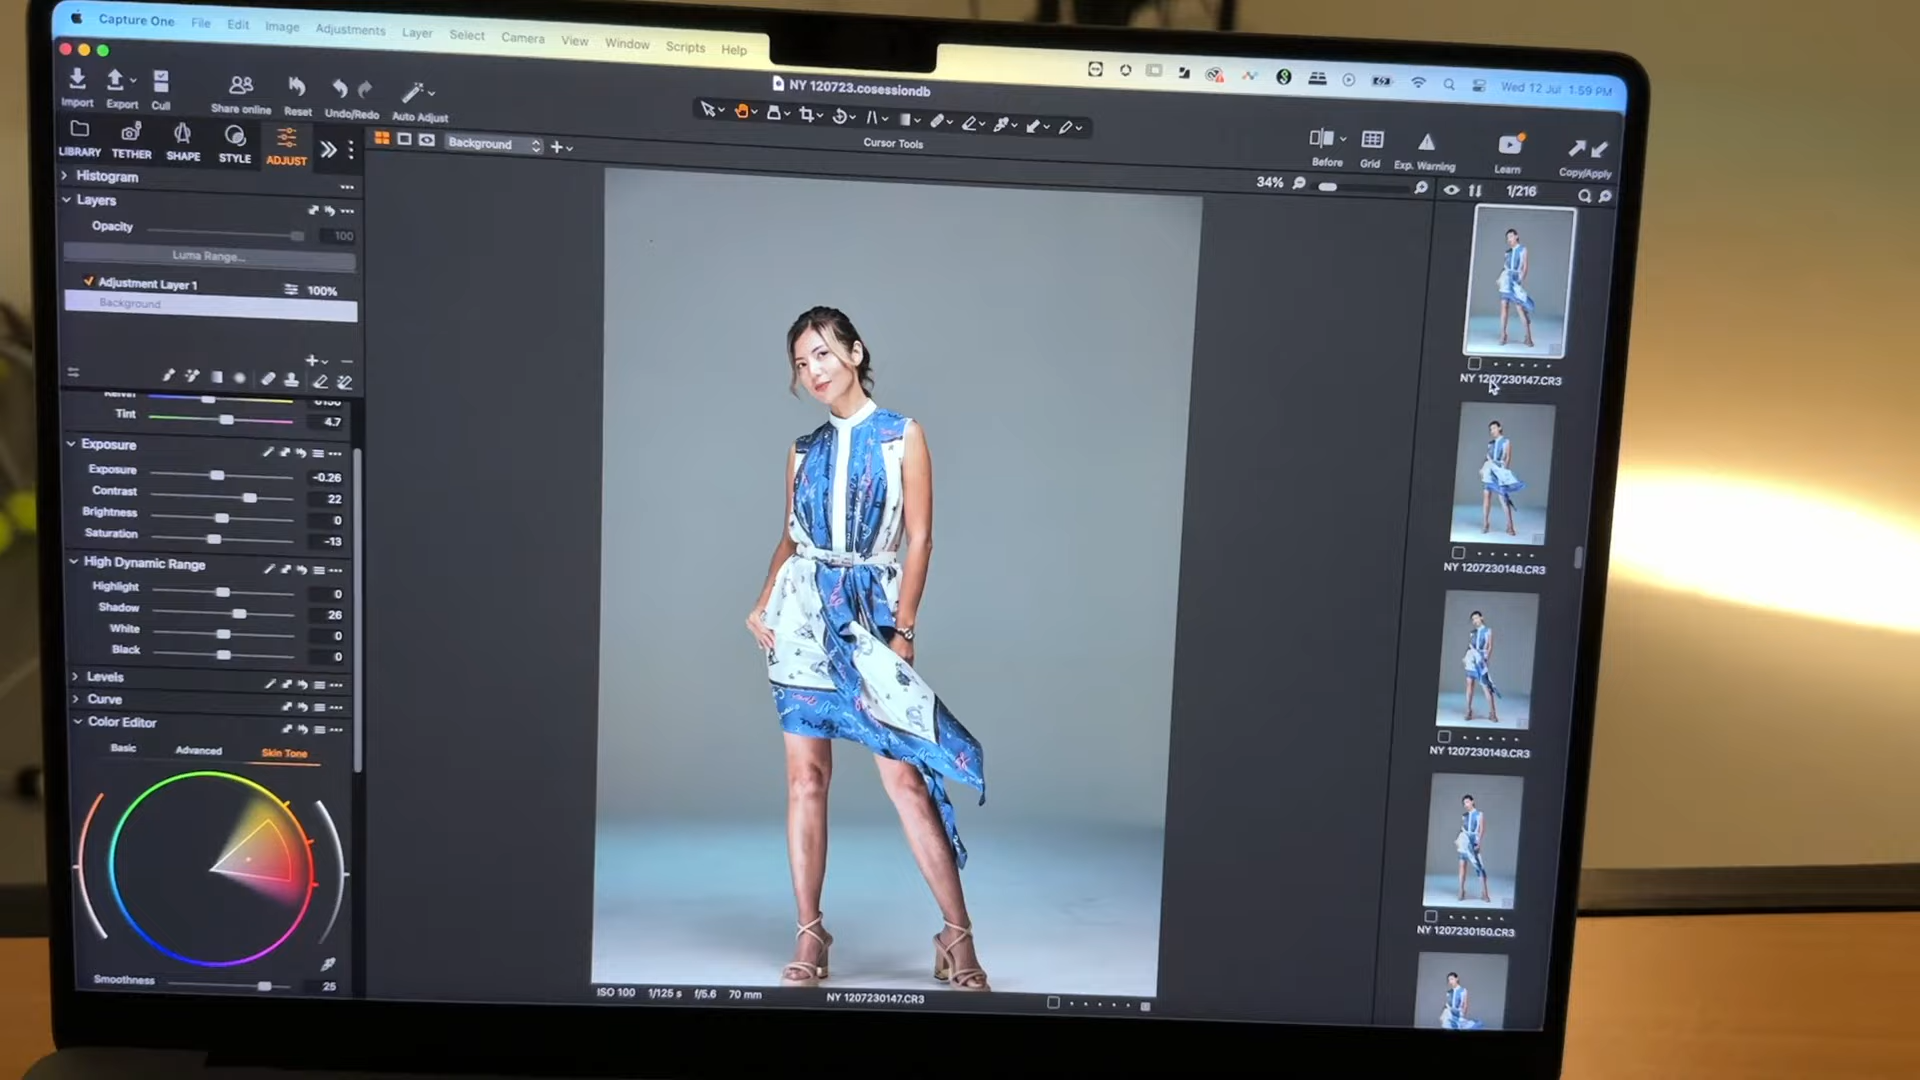 Capture One File Edit Image Adjustments Layer Select Camera View Window Scripts Help
Wed 12 Jul 1:59 PM
NY 120723.cosessiondb
Import Export Cull Share online Reset Undo/Redo Auto Adjust
Cursor Tools
Before Grid Exp. Warning Learn Copy/Apply
LIBRARY TETHER SHAPE STYLE ADJUST
Background
34%
1/216
Histogram
Layers
Opacity 100
Luma Range...
Adjustment Layer 1 100%
Background
Kelvin
Tint 4.7
Exposure
Exposure -0.26
Contrast 22
Brightness 0
Saturation -13
High Dynamic Range
Highlight 0
Shadow 26
White 0
Black 0
Levels
Curve
Color Editor
Basic Advanced Skin Tone
Smoothness 25
ISO 100 1/125 s f/5.6 70 mm NY 1207230147.CR3
NY 1207230147.CR3
NY 1207230148.CR3
NY 1207230149.CR3
NY 1207230150.CR3